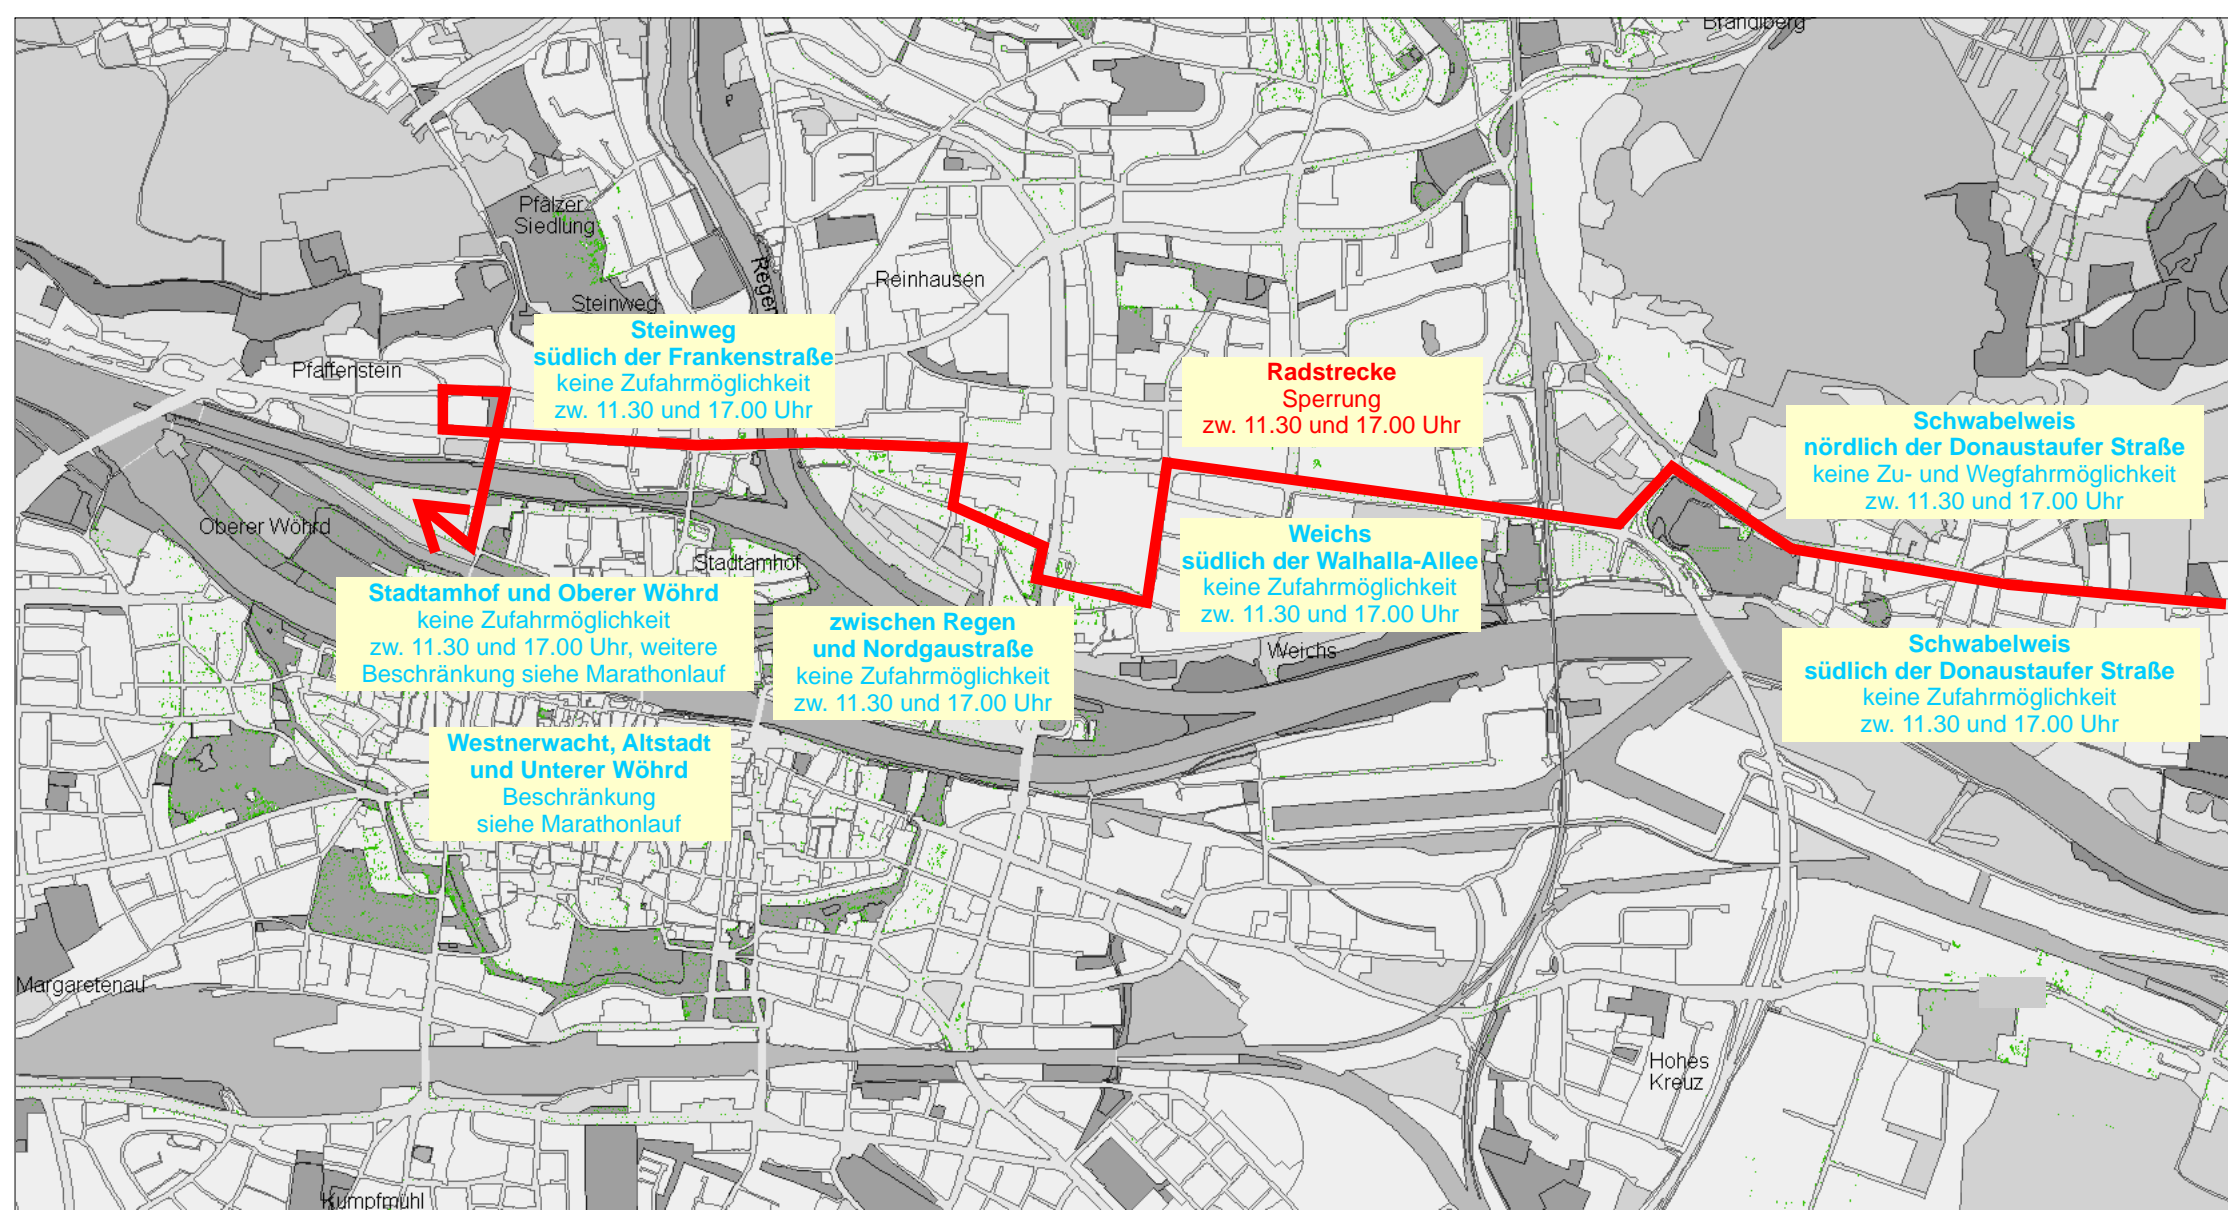 Brandlberg
Pfälzer
Siedlung
Regen
Reinhausen
Steinweg
Steinweg
südlich der Frankenstraße
keine Zufahrmöglichkeit
zw. 11.30 und 17.00 Uhr
Pfaffenstein
Radstrecke
Sperrung
zw. 11.30 und 17.00 Uhr
Schwabelweis
nördlich der Donaustaufer Straße
keine Zu- und Wegfahrmöglichkeit
zw. 11.30 und 17.00 Uhr
Oberer Wöhrd
Stadtamhof
Weichs
südlich der Walhalla-Allee
keine Zufahrmöglichkeit
zw. 11.30 und 17.00 Uhr
Stadtamhof und Oberer Wöhrd
keine Zufahrmöglichkeit
zw. 11.30 und 17.00 Uhr, weitere
Beschränkung siehe Marathonlauf
zwischen Regen
und Nordgaustraße
keine Zufahrmöglichkeit
zw. 11.30 und 17.00 Uhr
Weichs
Schwabelweis
südlich der Donaustaufer Straße
keine Zufahrmöglichkeit
zw. 11.30 und 17.00 Uhr
Westnerwacht, Altstadt
und Unterer Wöhrd
Beschränkung
siehe Marathonlauf
Margaretenau
Hohes
Kreuz
Kumpfmühl